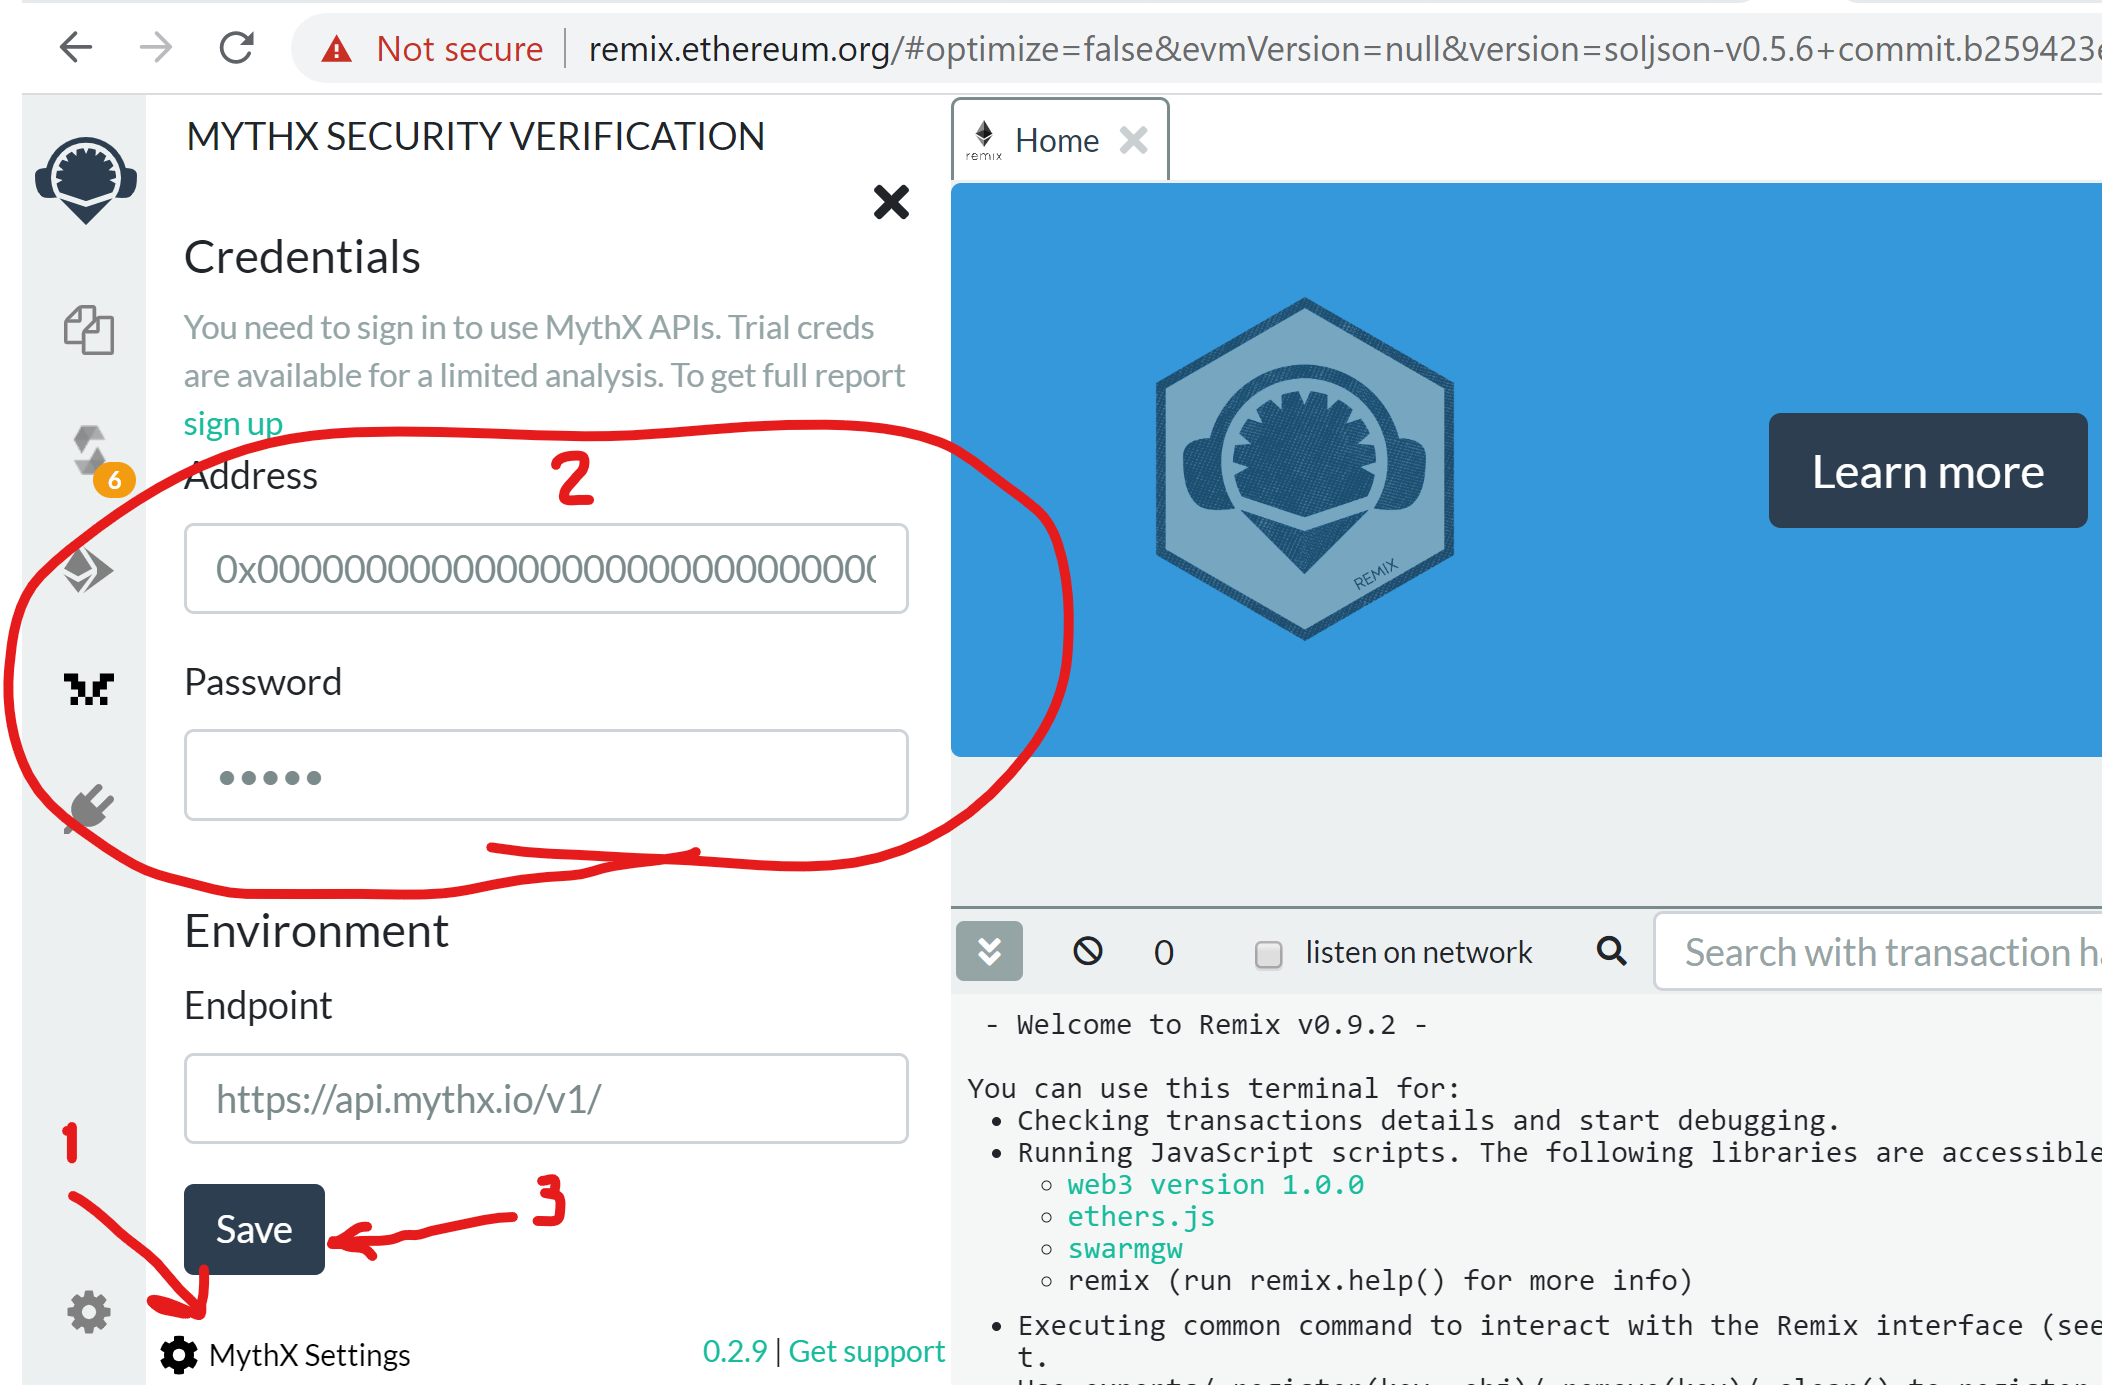 Not secure | remix.ethereum.org/#optimize=false&evmVersion=null&version=soljson-v0.5.6+commit.b259423
MYTHX SECURITY VERIFICATION
Credentials
You need to sign in to use MythX APIs. Trial creds
are available for a limited analysis. To get full report
sign up
2
Address
6
0x00000000000000000000000000000
Password
•••••
Environment
Endpoint
https://api.mythx.io/v1/
1
3
Save
MythX Settings
0.2.9 | Get support
remix
Home
REMIX
Learn more
0
listen on network
Search with transaction
- Welcome to Remix v0.9.2 -
You can use this terminal for:
• Checking transactions details and start debugging.
• Running JavaScript scripts. The following libraries are accessible
web3 version 1.0.0
ethers.js
swarmgw
remix (run remix.help() for more info)
• Executing common command to interact with the Remix interface (see
t.